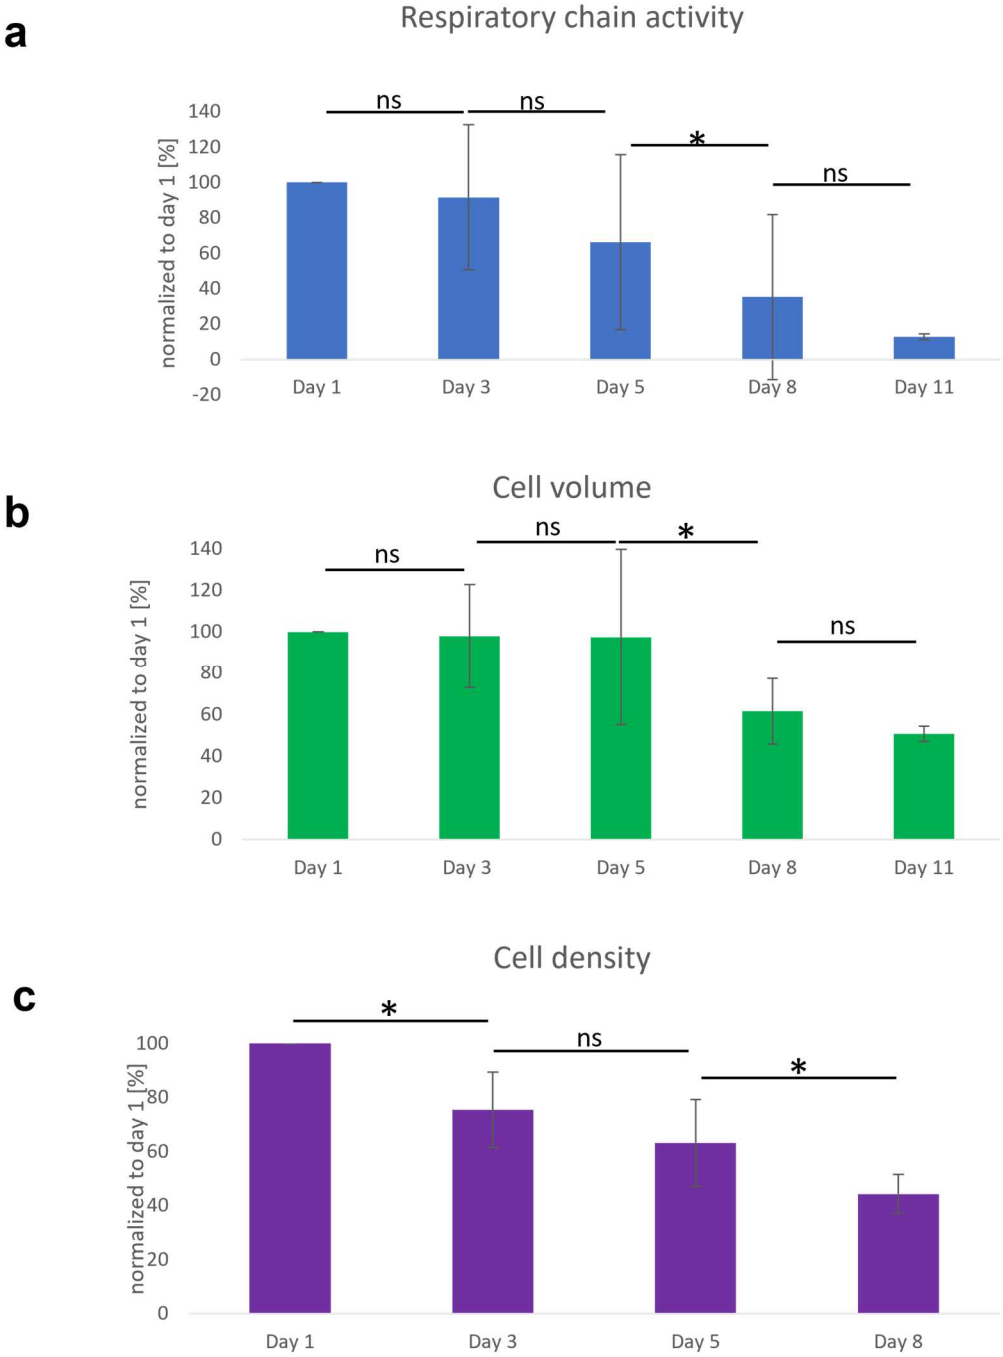 a
Respiratory chain activity
normalized to day 1 [%]
140
120
100
80
60
40
20
0
-20
ns
ns
*
ns
Day 1 Day 3 Day 5 Day 8 Day 11
b
Cell volume
normalized to day 1 [%]
140
120
100
80
60
40
20
0
ns
ns
*
ns
Day 1 Day 3 Day 5 Day 8 Day 11
c
Cell density
normalized to day 1 [%]
100
80
60
40
20
0
*
ns
*
Day 1 Day 3 Day 5 Day 8